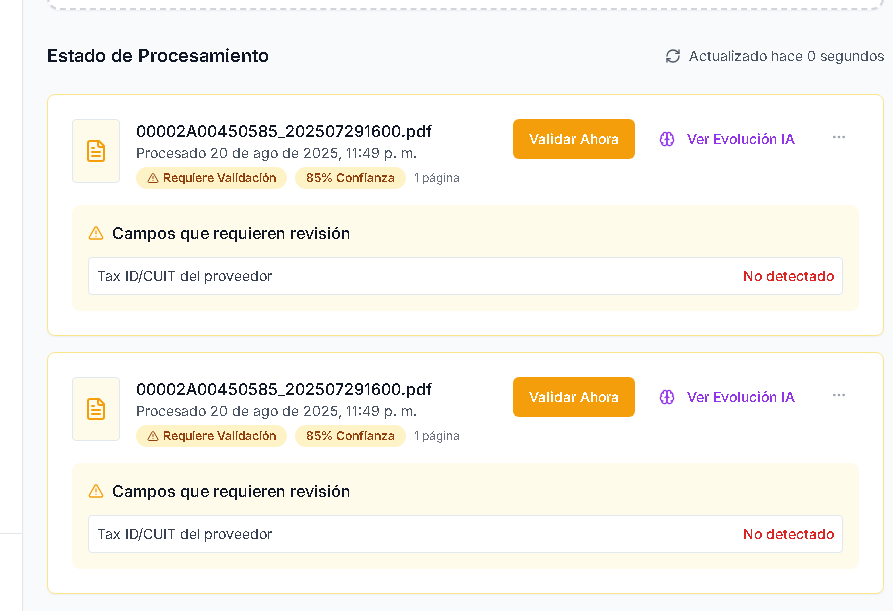 Estado de Procesamiento
Actualizado hace 0 segundos
00002A00450585_202507291600.pdf
Procesado 20 de ago de 2025, 11:49 p. m.
Requiere Validación
85% Confianza
1 página
Validar Ahora
Ver Evolución IA
...
Campos que requieren revisión
Tax ID/CUIT del proveedor
No detectado
00002A00450585_202507291600.pdf
Procesado 20 de ago de 2025, 11:49 p. m.
Requiere Validación
85% Confianza
1 página
Validar Ahora
Ver Evolución IA
...
Campos que requieren revisión
Tax ID/CUIT del proveedor
No detectado